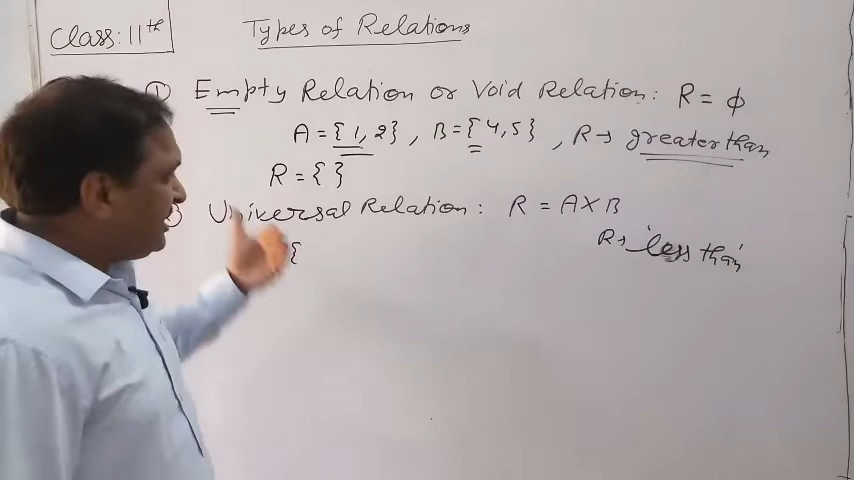 Class: 11th
Types of Relations
① Empty Relation or Void Relation: R = ϕ
A = {1, 2}, B = {4,5}, R → greater than
R = { }
Universal Relation: R = A X B
R → 'less than'
{